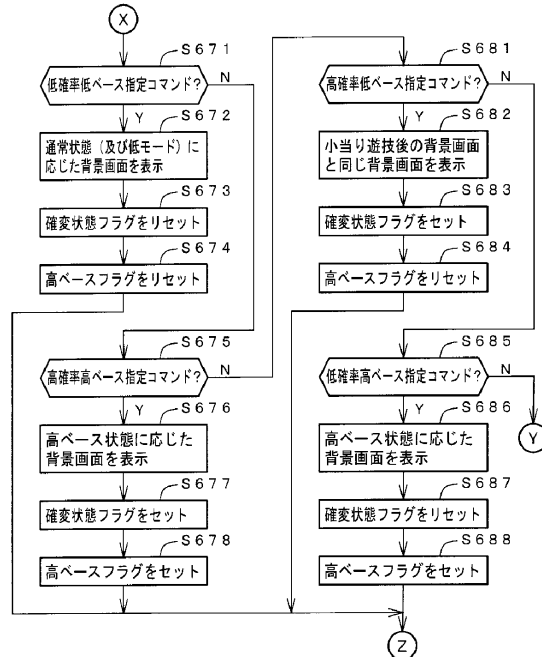 X
S671
低確率低ベース指定コマンド?
N
Y
S672
通常状態（及び低モード）に
応じた背景画面を表示
S673
確変状態フラグをリセット
S674
高ベースフラグをリセット
S675
高確率高ベース指定コマンド?
N
Y
S676
高ベース状態に応じた
背景画面を表示
S677
確変状態フラグをセット
S678
高ベースフラグをセット
S681
高確率低ベース指定コマンド?
N
Y
S682
小当り遊技後の背景画面
と同じ背景画面を表示
S683
確変状態フラグをセット
S684
高ベースフラグをリセット
S685
低確率高ベース指定コマンド?
N
Y
Y
S686
高ベース状態に応じた
背景画面を表示
S687
確変状態フラグをリセット
S688
高ベースフラグをセット
Z